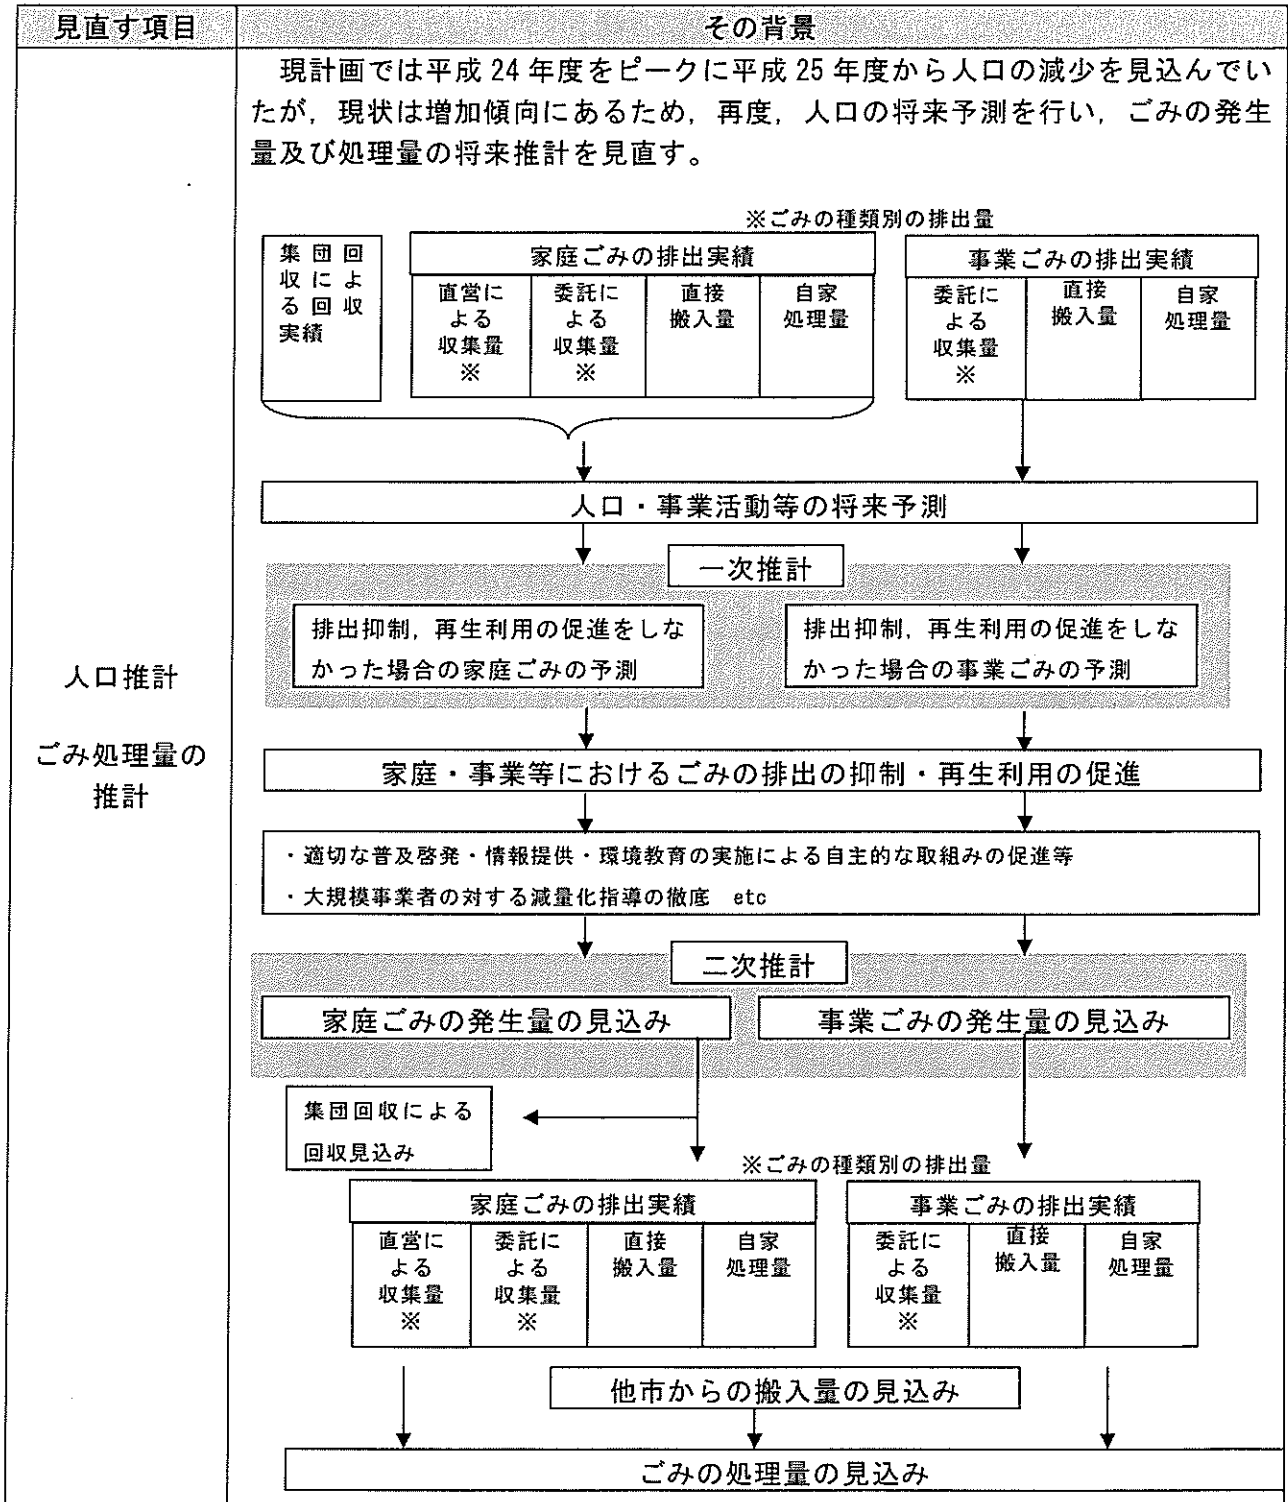 見直す項目
その背景
現計画では平成24年度をピークに平成25年度から人口の減少を見込んでい
たが，現状は増加傾向にあるため，再度，人口の将来予測を行い，ごみの発生
量及び処理量の将来推計を見直す。
※ごみの種類別の排出量
集団回
収によ
る回収
実績
家庭ごみの排出実績
直営に
よる
収集量
※
委託に
よる
収集量
※
直接
搬入量
自家
処理量
事業ごみの排出実績
委託に
よる
収集量
※
直接
搬入量
自家
処理量
人口・事業活動等の将来予測
一次推計
排出抑制，再生利用の促進をしな
かった場合の家庭ごみの予測
排出抑制，再生利用の促進をしな
かった場合の事業ごみの予測
人口推計
ごみ処理量の
推計
家庭・事業等におけるごみの排出の抑制・再生利用の促進
・適切な普及啓発・情報提供・環境教育の実施による自主的な取組みの促進等
・大規模事業者の対する減量化指導の徹底 etc
二次推計
家庭ごみの発生量の見込み
事業ごみの発生量の見込み
集団回収による
回収見込み
※ごみの種類別の排出量
家庭ごみの排出実績
直営に
よる
収集量
※
委託に
よる
収集量
※
直接
搬入量
自家
処理量
事業ごみの排出実績
委託に
よる
収集量
※
直接
搬入量
自家
処理量
他市からの搬入量の見込み
ごみの処理量の見込み